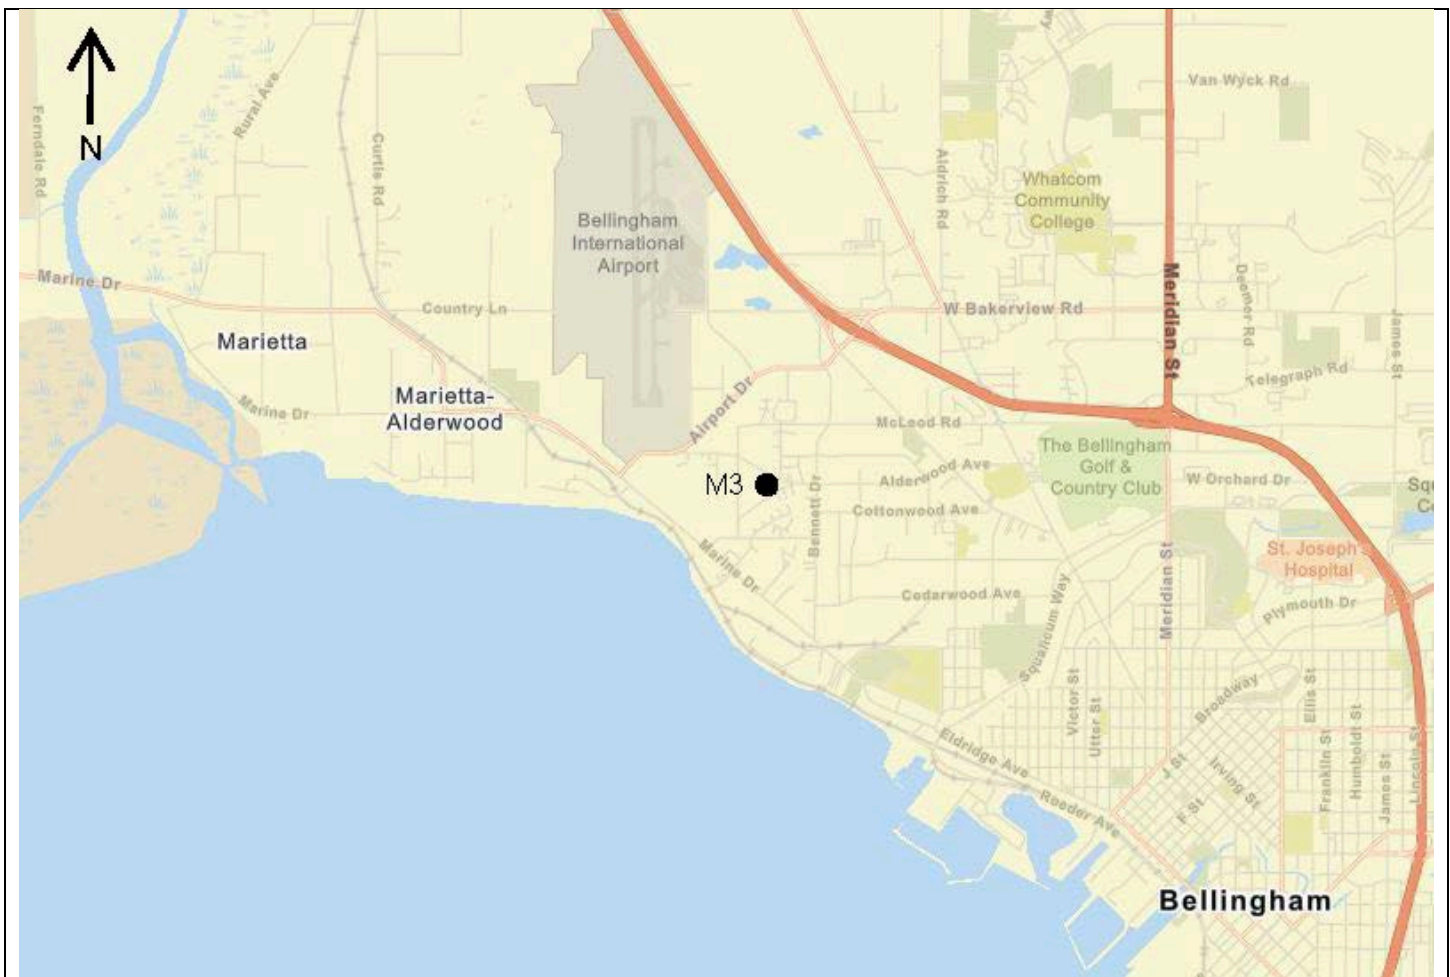 N
Ferndale Rd
Rural Ave
Curtis Rd
Marine Dr
Bellingham
International
Airport
Country Ln
Marietta
Marietta-
Alderwood
Marine Dr
Airport Dr
M3
Marine Dr
Bennett Dr
Aldrich Rd
Whatcom
Community
College
Van Wyck Rd
W Bakerview Rd
Meridian St
Deemer Rd
James St
Telegraph Rd
McLeod Rd
Alderwood Ave
Cottonwood Ave
The Bellingham
Golf &
Country Club
W Orchard Dr
St. Joseph's
Hospital
Plymouth Dr
Cedarwood Ave
Squalicum Way
Meridian St
Victor St
Utter St
Broadway
Ellis St
Franklin St
Humboldt St
James St
Lincoln St
Eldridge Ave
Roeder Ave
J St
F St
Irving St
Bellingham